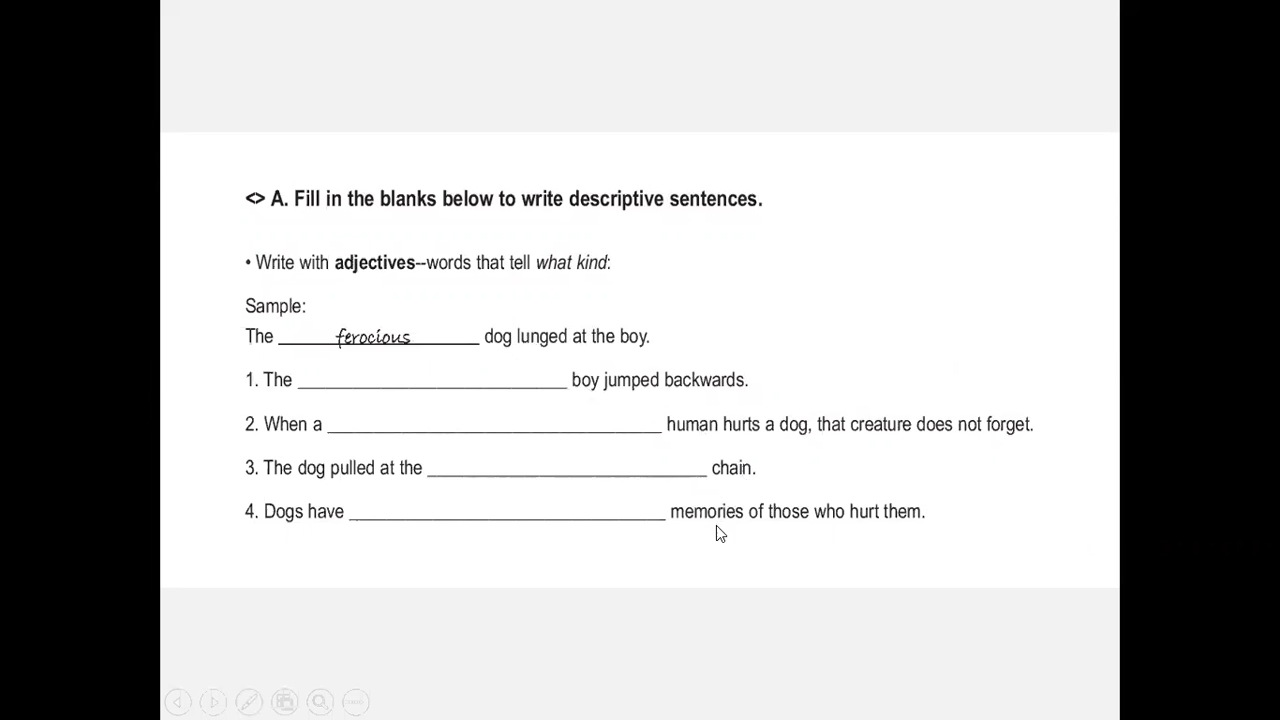 <> A. Fill in the blanks below to write descriptive sentences.
• Write with adjectives--words that tell what kind:
Sample:
The ____________________ferocious____________________ dog lunged at the boy.
1. The ___________________________ boy jumped backwards.
2. When a _________________________________ human hurts a dog, that creature does not forget.
3. The dog pulled at the ____________________________ chain.
4. Dogs have ________________________________ memories of those who hurt them.